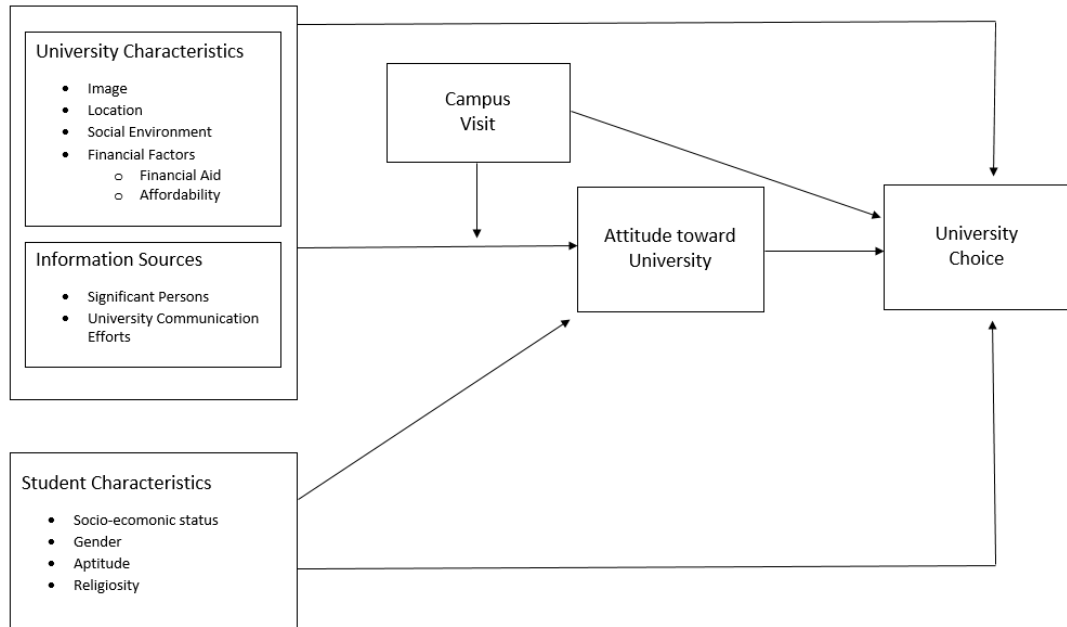 University Characteristics
• Image
• Location
• Social Environment
• Financial Factors
o Financial Aid
o Affordability
Information Sources
• Significant Persons
• University Communication
Efforts
Campus
Visit
Attitude toward
University
University
Choice
Student Characteristics
• Socio-ecomonic status
• Gender
• Aptitude
• Religiosity